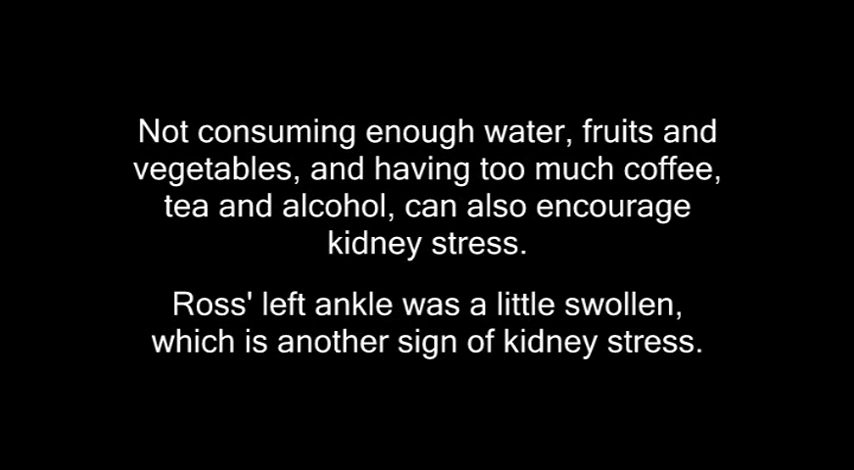 Not consuming enough water, fruits and
vegetables, and having too much coffee,
tea and alcohol, can also encourage
kidney stress.
Ross' left ankle was a little swollen,
which is another sign of kidney stress.